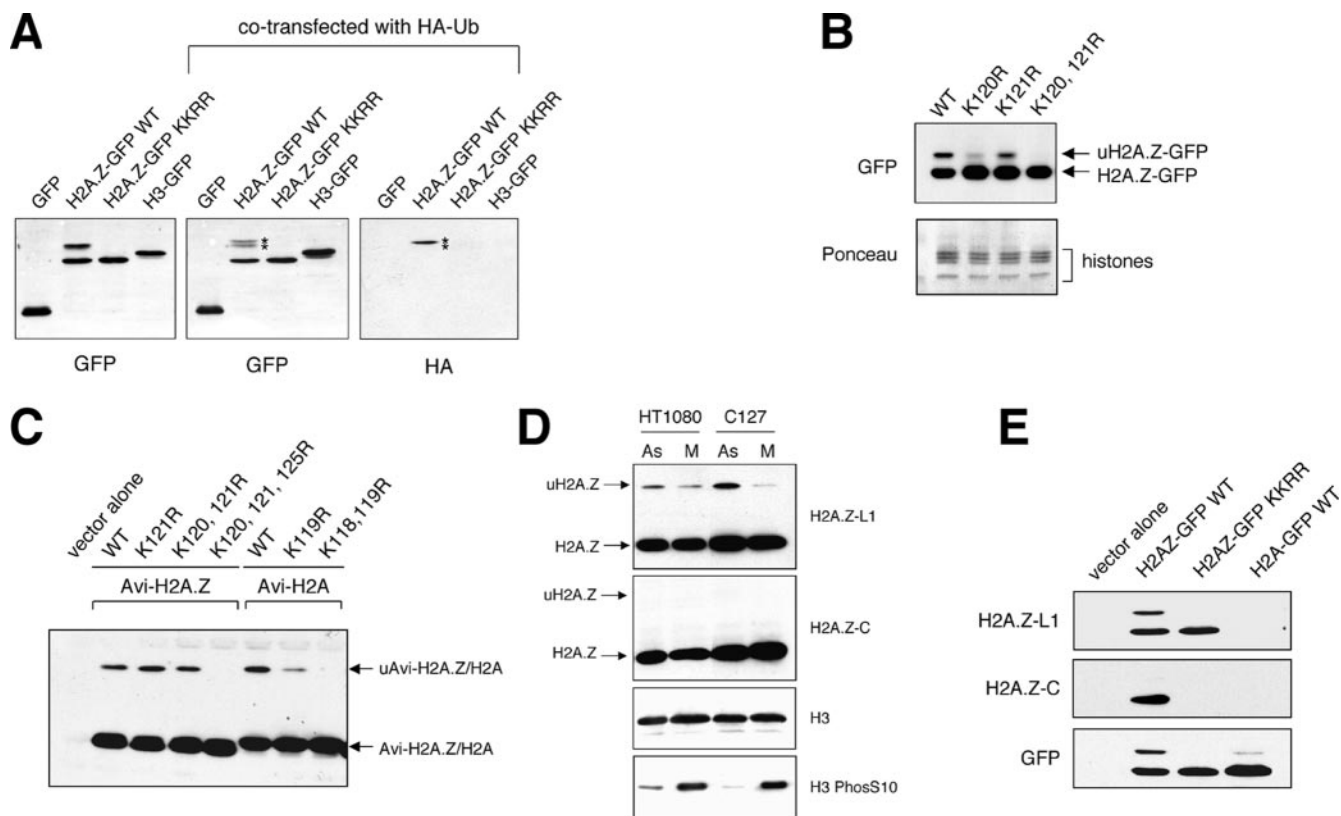 A
co-transfected with HA-Ub
GFP
H2A.Z-GFP WT
H2A.Z-GFP KKRR
H3-GFP
GFP
H2A.Z-GFP WT
H2A.Z-GFP KKRR
H3-GFP
GFP
H2A.Z-GFP WT
H2A.Z-GFP KKRR
H3-GFP
*
*
*
*
GFP
GFP
HA
B
WT
K120R
K121R
K120, 121R
GFP
uH2A.Z-GFP
H2A.Z-GFP
Ponceau
histones
C
vector alone
WT
K121R
K120, 121R
K120, 121, 125R
WT
K119R
K118,119R
Avi-H2A.Z
Avi-H2A
uAvi-H2A.Z/H2A
Avi-H2A.Z/H2A
D
HT1080
C127
As
M
As
M
uH2A.Z
H2A.Z
H2A.Z-L1
uH2A.Z
H2A.Z
H2A.Z-C
H3
H3 PhosS10
E
vector alone
H2AZ-GFP WT
H2AZ-GFP KKRR
H2A-GFP WT
H2A.Z-L1
H2A.Z-C
GFP